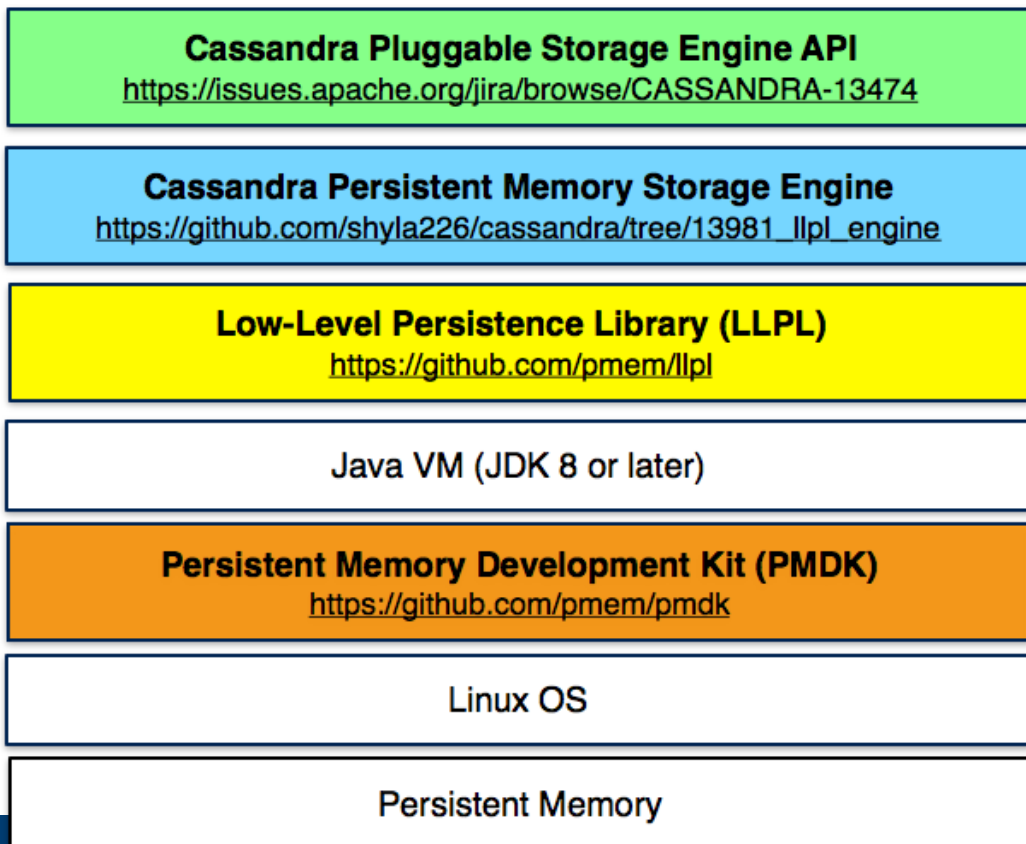 Cassandra Pluggable Storage Engine API
https://issues.apache.org/jira/browse/CASSANDRA-13474
Cassandra Persistent Memory Storage Engine
https://github.com/shyla226/cassandra/tree/13981_llpl_engine
Low-Level Persistence Library (LLPL)
https://github.com/pmem/llpl
Java VM (JDK 8 or later)
Persistent Memory Development Kit (PMDK)
https://github.com/pmem/pmdk
Linux OS
Persistent Memory